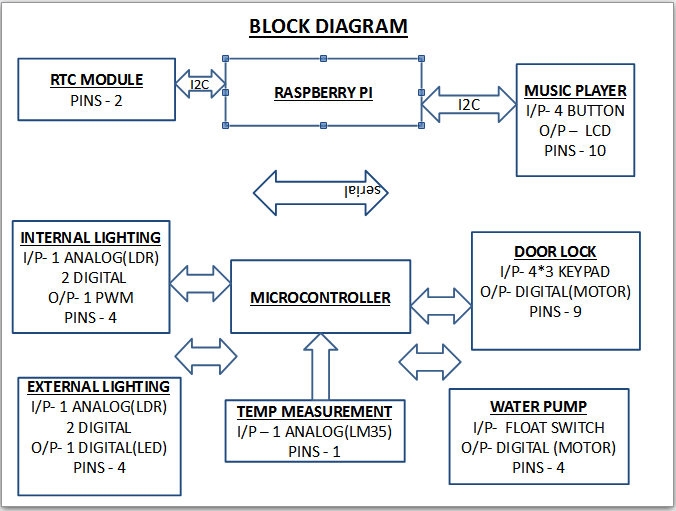 BLOCK DIAGRAM
RTC MODULE
PINS - 2
I2C
RASPBERRY PI
I2C
MUSIC PLAYER
I/P- 4 BUTTON
O/P – LCD
PINS - 10
serial
INTERNAL LIGHTING
I/P- 1 ANALOG(LDR)
2 DIGITAL
O/P- 1 PWM
PINS - 4
MICROCONTROLLER
DOOR LOCK
I/P- 4*3 KEYPAD
O/P- DIGITAL(MOTOR)
PINS - 9
EXTERNAL LIGHTING
I/P- 1 ANALOG(LDR)
2 DIGITAL
O/P- 1 DIGITAL(LED)
PINS - 4
TEMP MEASUREMENT
I/P – 1 ANALOG(LM35)
PINS - 1
WATER PUMP
I/P- FLOAT SWITCH
O/P- DIGITAL (MOTOR)
PINS - 4